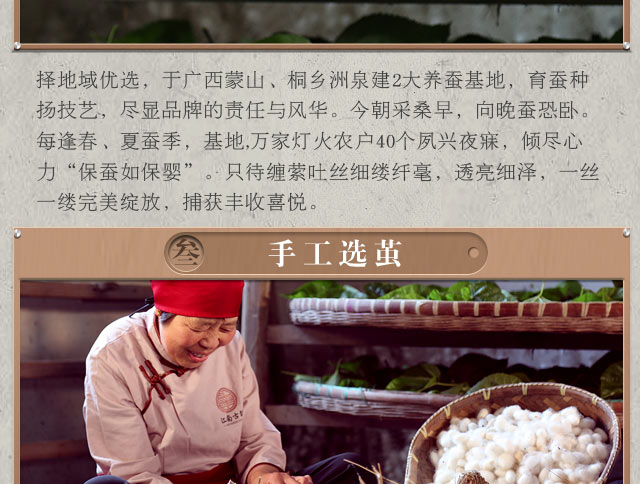 择地域优选，于广西蒙山、桐乡洲泉建2大养蚕基地，育蚕种
扬技艺，尽显品牌的责任与风华。今朝采桑早，向晚蚕恐卧。
每逢春、夏蚕季，基地,万家灯火农户40个夙兴夜寐，倾尽心
力“保蚕如保婴”。只待缠萦吐丝细缕纤毫，透亮细泽，一丝
一缕完美绽放，捕获丰收喜悦。
叁 手工选茧